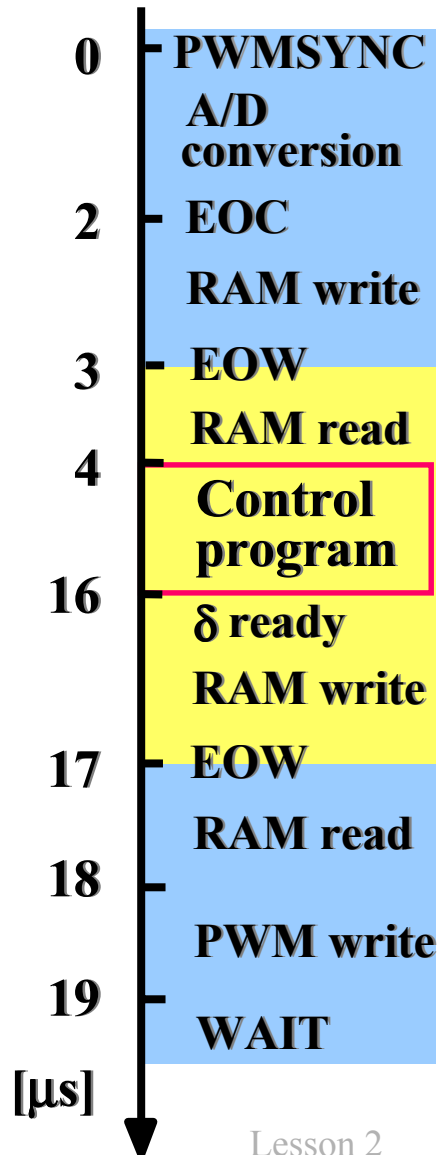 0 PWMSYNC
A/D
conversion
2 EOC
RAM write
3 EOW
RAM read
4
Control
program
16
δ ready
RAM write
17 EOW
RAM read
18
PWM write
19
WAIT
[μs]
Lesson 2